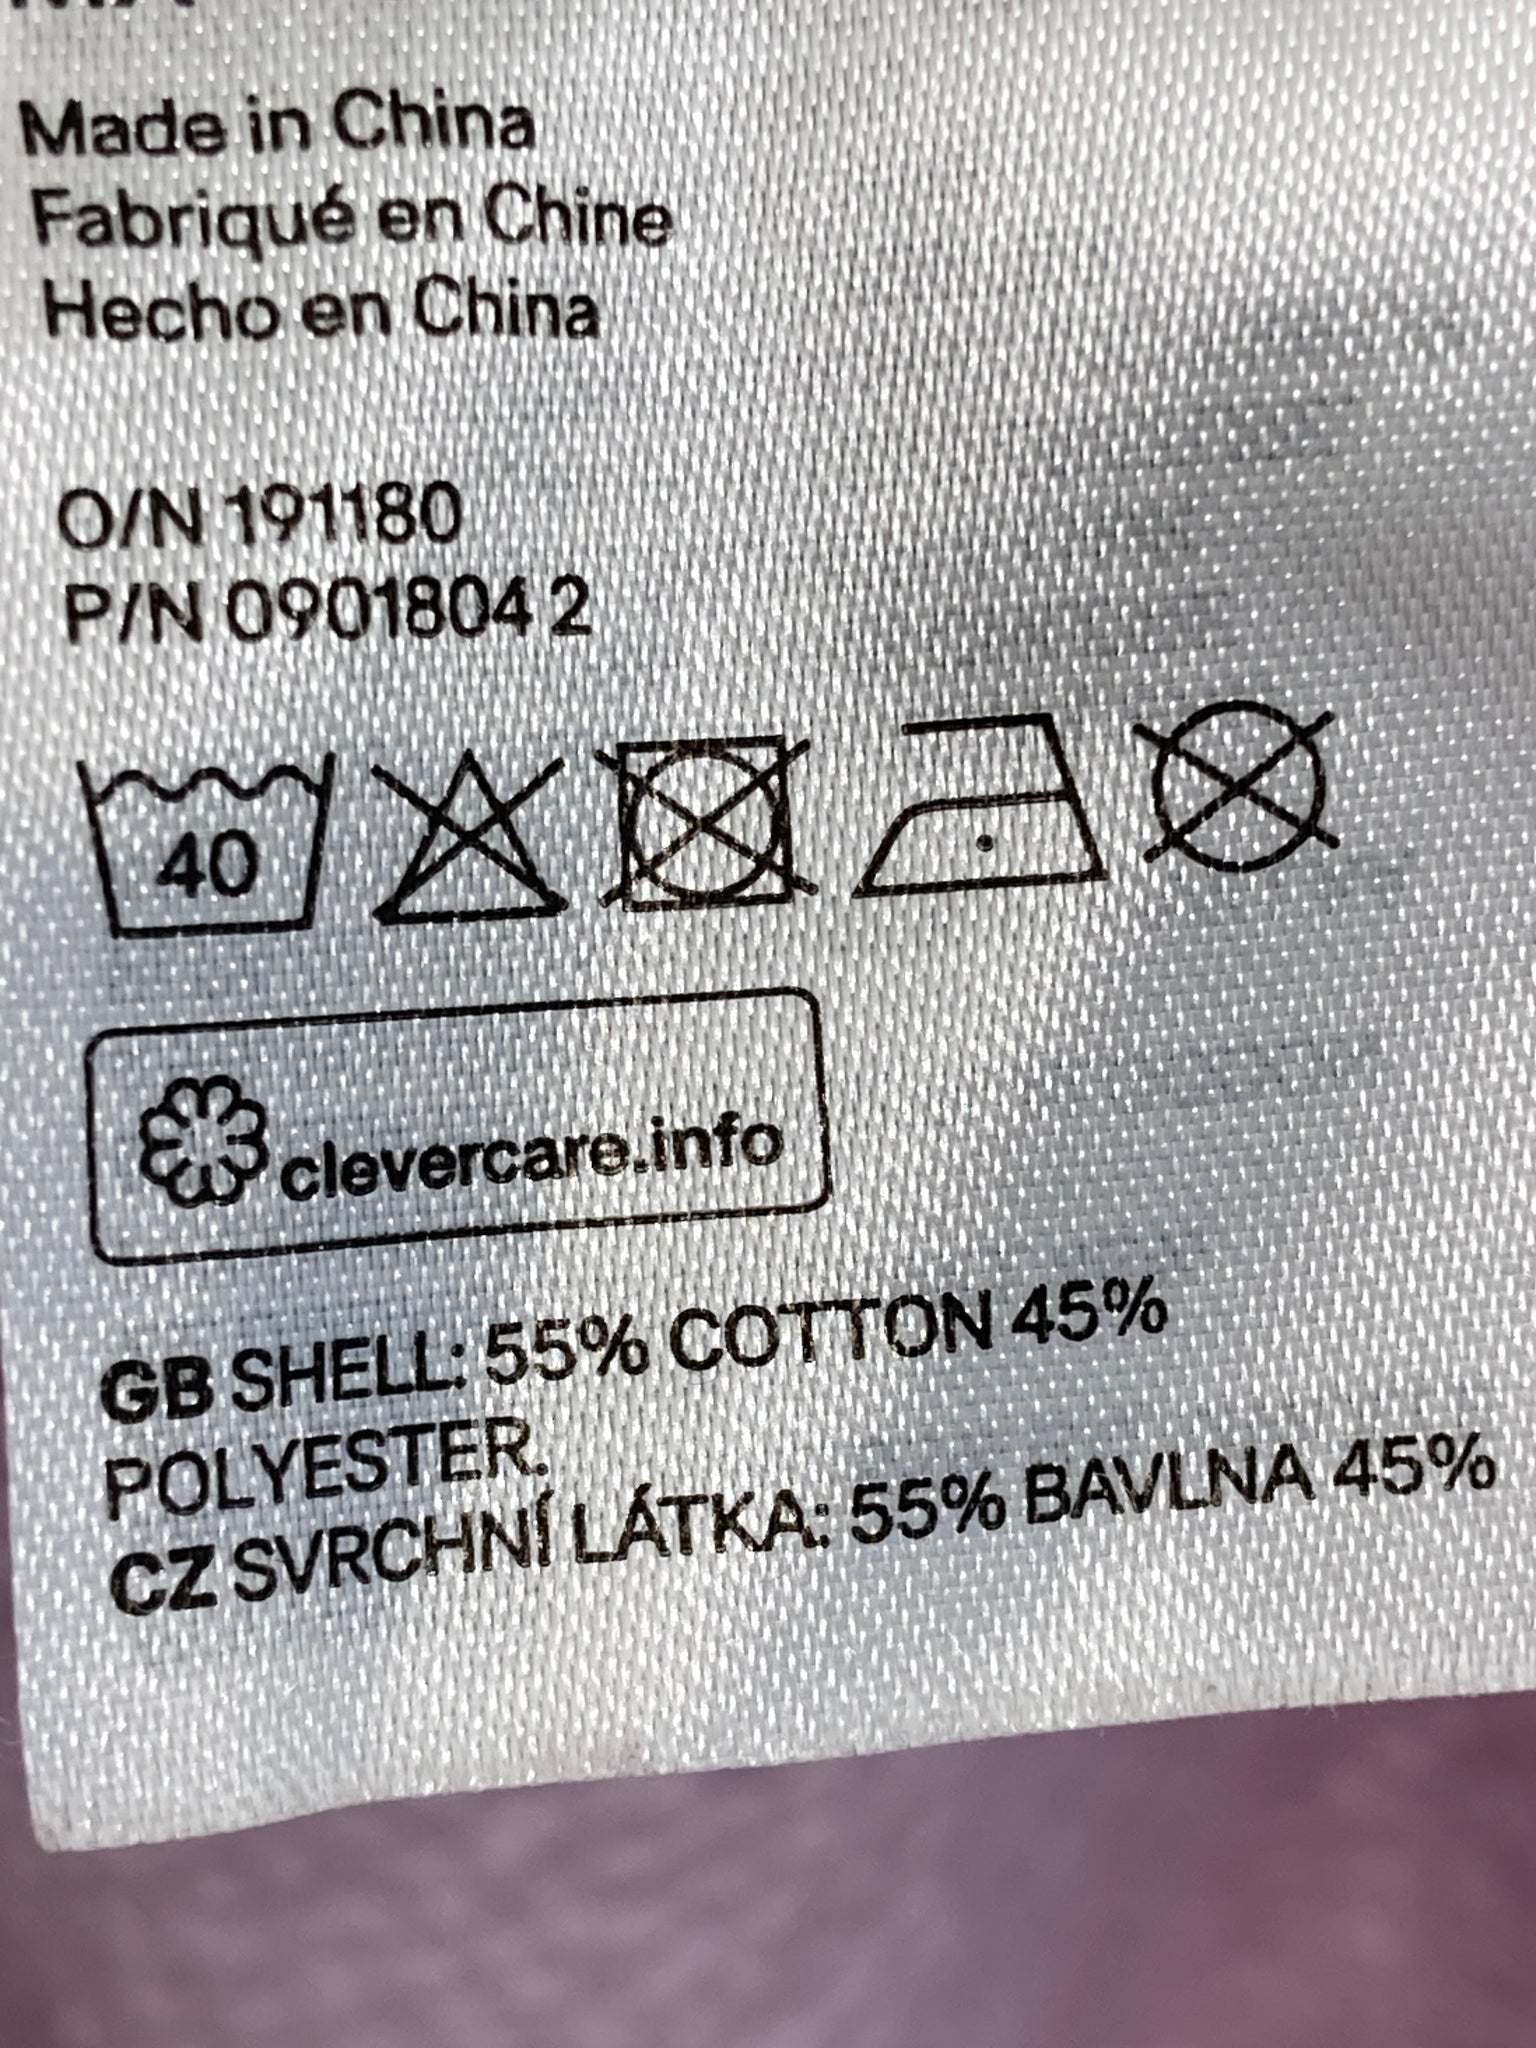 Made in China
Fabriqué en Chine
Hecho en China
O/N 191180
P/N 0901804 2
40
clevercare.info
GB SHELL: 55% COTTON 45%
POLYESTER.
CZ SVRCHNÍ LÁTKA: 55% BAVLNA 45%